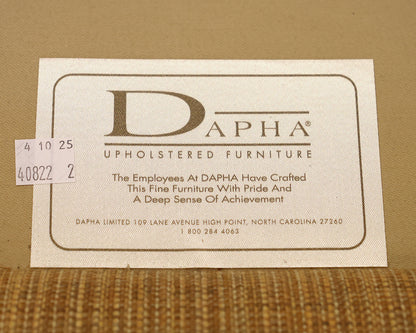 DAPHA®
UPHOLSTERED FURNITURE
4 10 25
40822 2
The Employees At DAPHA Have Crafted
This Fine Furniture With Pride And
A Deep Sense Of Achievement
DAPHA LIMITED 109 LANE AVENUE HIGH POINT, NORTH CAROLINA 27260
1 800 284 4063